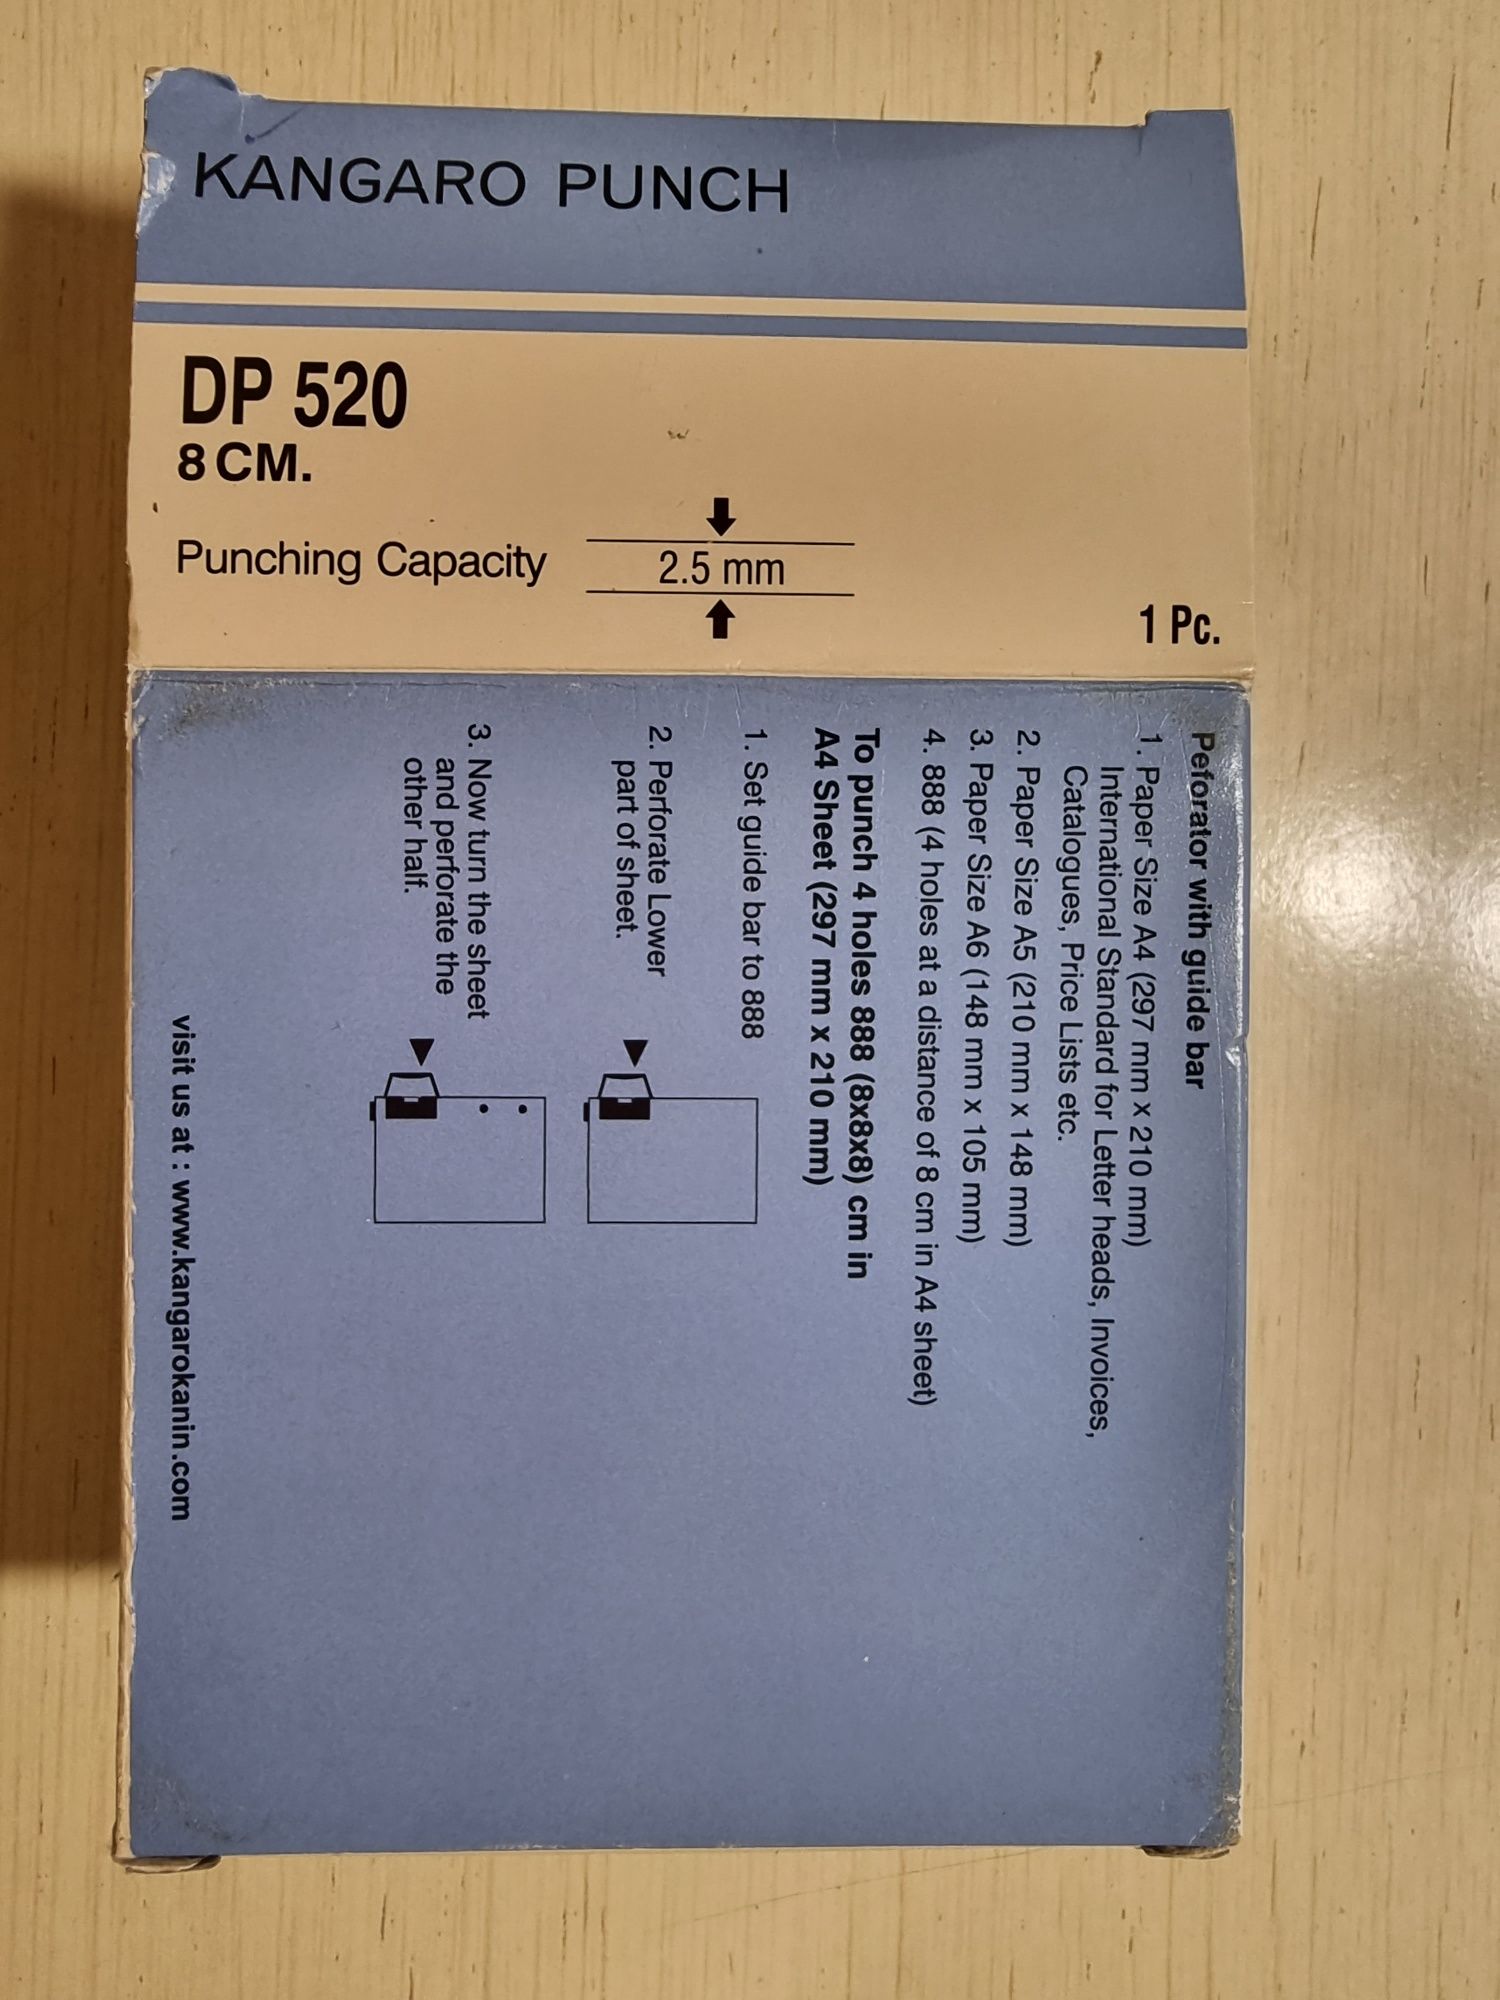 KANGARO PUNCH
DP 520
8 CM.
Punching Capacity
2.5 mm
1 Pc.
Peforator with guide bar
1. Paper Size A4 (297 mm x 210 mm)
International Standard for Letter heads, Invoices,
Catalogues, Price Lists etc.
2. Paper Size A5 (210 mm x 148 mm)
3. Paper Size A6 (148 mm x 105 mm)
4. 888 (4 holes at a distance of 8 cm in A4 sheet)
To punch 4 holes 888 (8x8x8) cm in
A4 Sheet (297 mm x 210 mm)
1. Set guide bar to 888
2. Perforate Lower
part of sheet.
3. Now turn the sheet
and perforate the
other half.
visit us at : www.kangarokanin.com